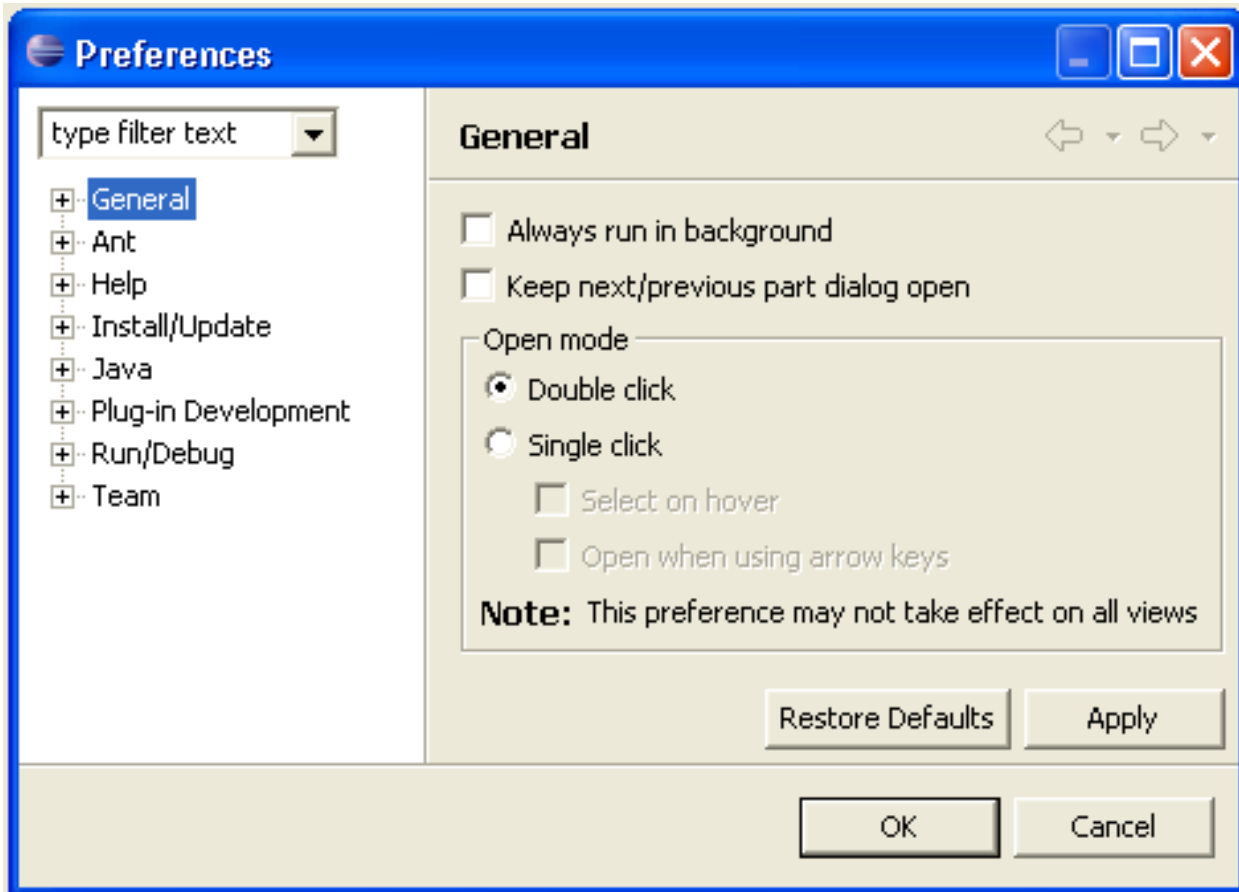 Preferences
type filter text
General
Ant
Help
Install/Update
Java
Plug-in Development
Run/Debug
Team
General
Always run in background
Keep next/previous part dialog open
Open mode
Double click
Single click
Select on hover
Open when using arrow keys
Note: This preference may not take effect on all views
Restore Defaults
Apply
OK
Cancel